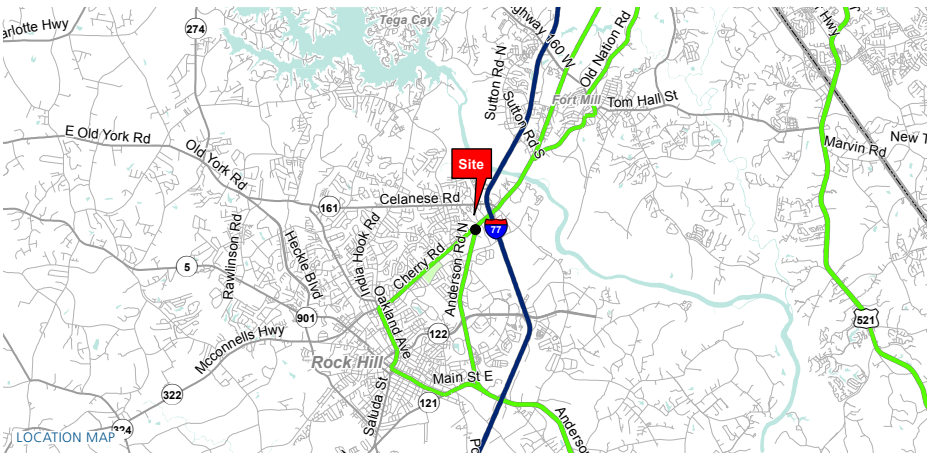 arlotte Hwy
274
Tega Cay
ighway 160 W
Old Nation Rd
Hwy
Sutton Rd N
Fort Mill
Tom Hall St
Sutton Rd S
E Old York Rd
Old York Rd
Marvin Rd
New T
Site
161
Celanese Rd
77
Rawlinson Rd
Heckle Blvd
Ebinport
Hook Rd
Cherry Rd
Anderson Rd N
5
Oakland Ave
901
122
521
Mcconnells Hwy
Rock Hill
322
Saluda St
Main St E
121
Anderso
Po
324
LOCATION MAP